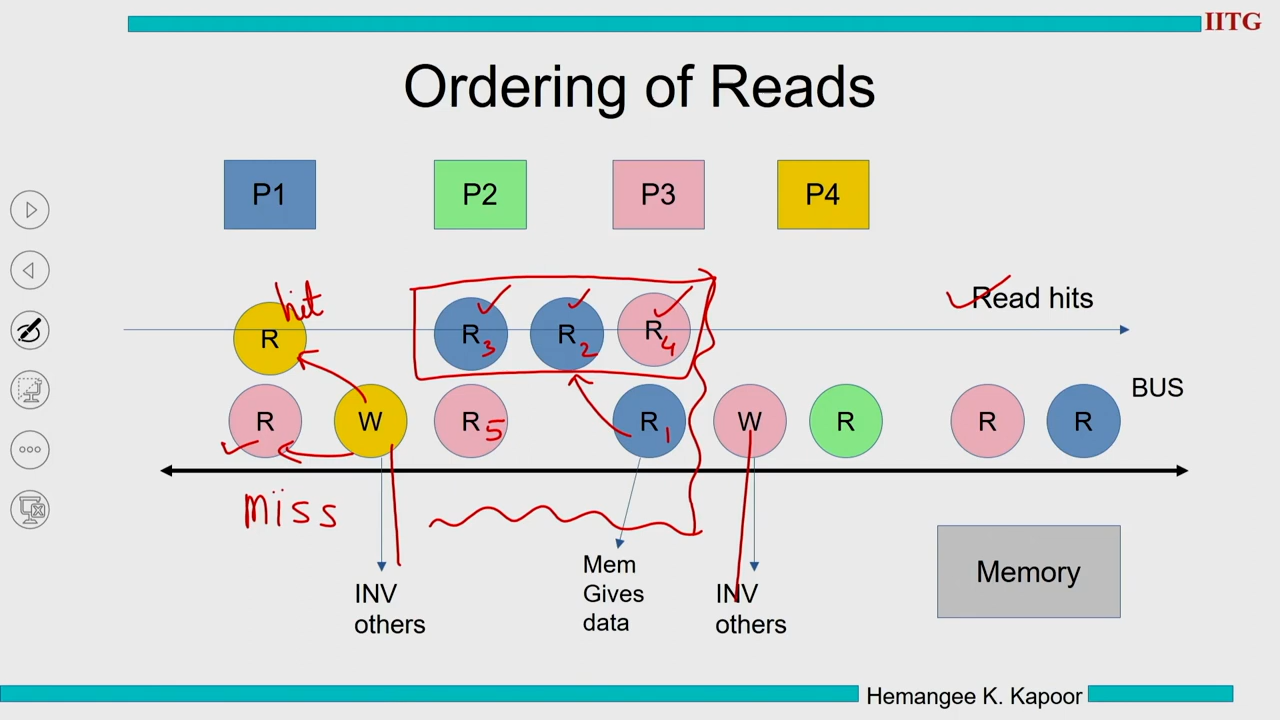 IITG
Ordering of Reads
P1 P2 P3 P4
R hit R3 R2 R4 Read hits
R W R5 R1 W R R R BUS
miss
INV
others
Mem
Gives
data
INV
others
Memory
Hemangee K. Kapoor